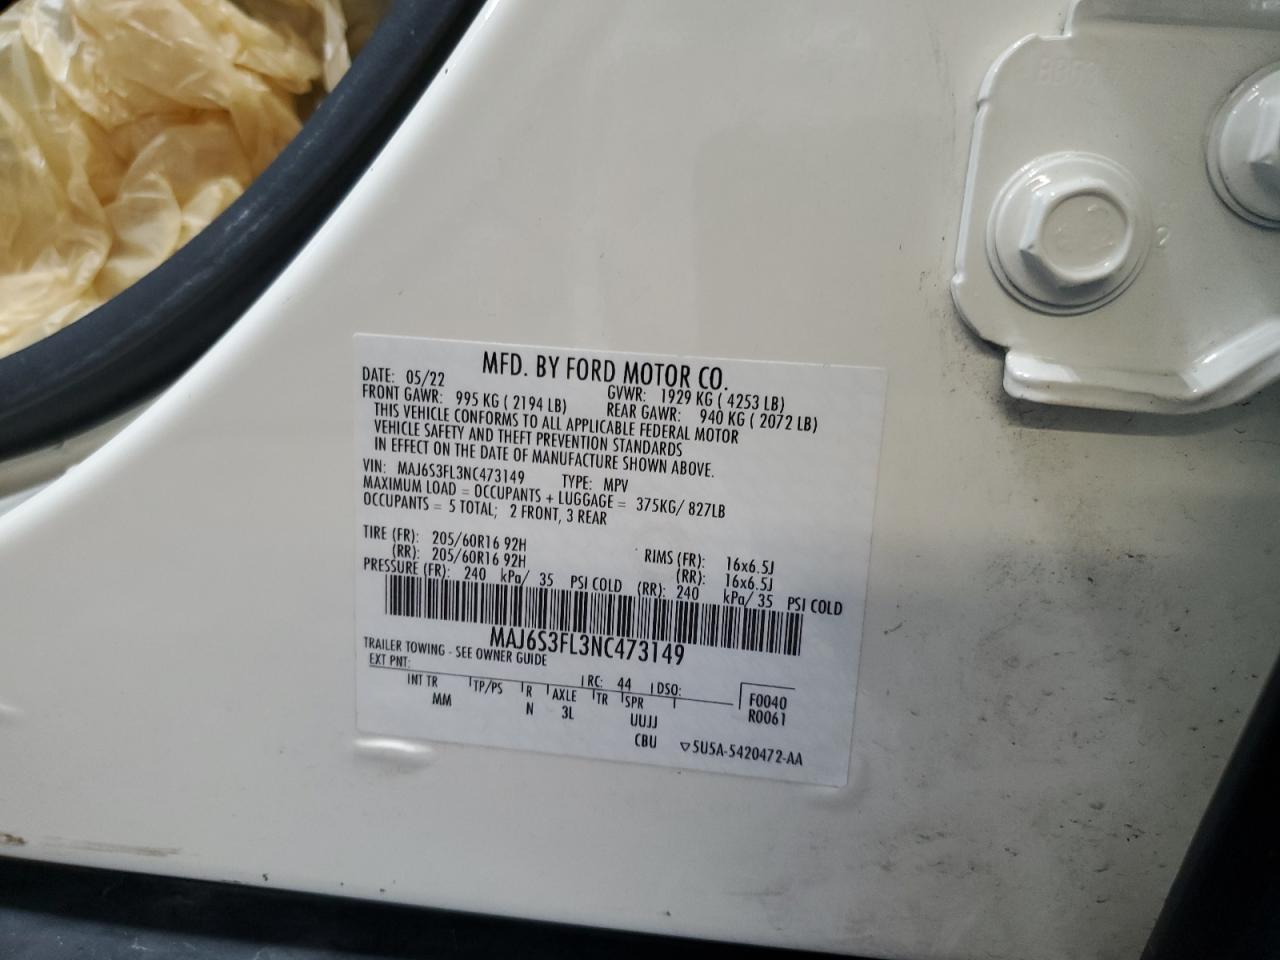 MFD. BY FORD MOTOR CO.
DATE: 05/22 GVWR: 1929 KG ( 4253 LB)
FRONT GAWR: 995 KG ( 2194 LB) REAR GAWR: 940 KG ( 2072 LB)
THIS VEHICLE CONFORMS TO ALL APPLICABLE FEDERAL MOTOR
VEHICLE SAFETY AND THEFT PREVENTION STANDARDS
IN EFFECT ON THE DATE OF MANUFACTURE SHOWN ABOVE.
VIN: MAJ6S3FL3NC473149 TYPE: MPV
MAXIMUM LOAD = OCCUPANTS + LUGGAGE = 375KG/ 827LB
OCCUPANTS = 5 TOTAL; 2 FRONT, 3 REAR
TIRE (FR): 205/60R16 92H RIMS (FR): 16x6.5J
(RR): 205/60R16 92H (RR): 16x6.5J
PRESSURE (FR): 240 kPa/ 35 PSI COLD (RR): 240 kPa/ 35 PSI COLD
MAJ6S3FL3NC473149
TRAILER TOWING - SEE OWNER GUIDE
EXT PNT: RC: 44 DSO: F0040
INT TR TP/PS R AXLE TR SPR R0061
MM N 3L UUJJ
CBU 5U5A-5420472-AA